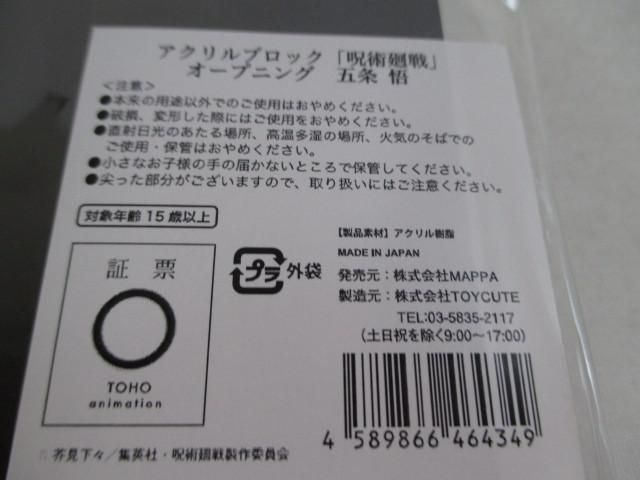 アクリルブロック 「呪術廻戦」
オープニング 五条 悟
＜注意＞
●本来の用途以外でのご使用はおやめください。
●破損、変形した際にはご使用をおやめください。
●直射日光のあたる場所、高温多湿の場所、火気のそばでの
ご使用・保管はおやめください。
●小さなお子様の手の届かないところで保管してください。
●尖った部分がございますので、取り扱いにはご注意ください。
対象年齢15歳以上
証 票
TOHO
animation
プラ 外袋
【製品素材】アクリル樹脂
MADE IN JAPAN
発売元：株式会社MAPPA
製造元：株式会社TOYCUTE
TEL:03-5835-2117
（土日祝を除く9:00〜17:00）
4 589866 464349
芥見下々／集英社・呪術廻戦製作委員会